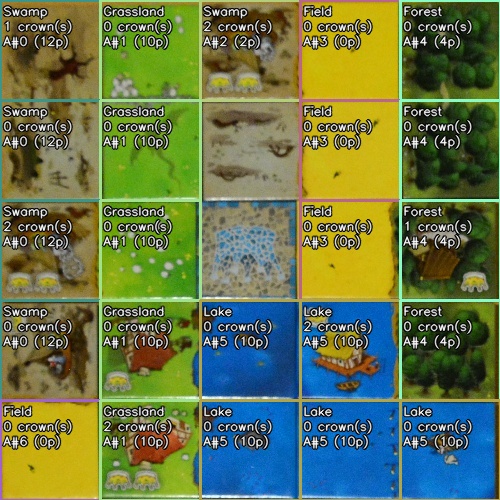 Swamp
1 crown(s)
A#0 (12p)
Grassland
0 crown(s)
A#1 (10p)
Swamp
2 crown(s)
A#2 (2p)
Field
0 crown(s)
A#3 (0p)
Forest
0 crown(s)
A#4 (4p)
Swamp
0 crown(s)
A#0 (12p)
Grassland
0 crown(s)
A#1 (10p)
Field
0 crown(s)
A#3 (0p)
Forest
0 crown(s)
A#4 (4p)
Swamp
2 crown(s)
A#0 (12p)
Grassland
0 crown(s)
A#1 (10p)
Field
0 crown(s)
A#3 (0p)
Forest
1 crown(s)
A#4 (4p)
Swamp
0 crown(s)
A#0 (12p)
Grassland
0 crown(s)
A#1 (10p)
Lake
0 crown(s)
A#5 (10p)
Lake
2 crown(s)
A#5 (10p)
Forest
0 crown(s)
A#4 (4p)
Field
0 crown(s)
A#6 (0p)
Grassland
2 crown(s)
A#1 (10p)
Lake
0 crown(s)
A#5 (10p)
Lake
0 crown(s)
A#5 (10p)
Lake
0 crown(s)
A#5 (10p)